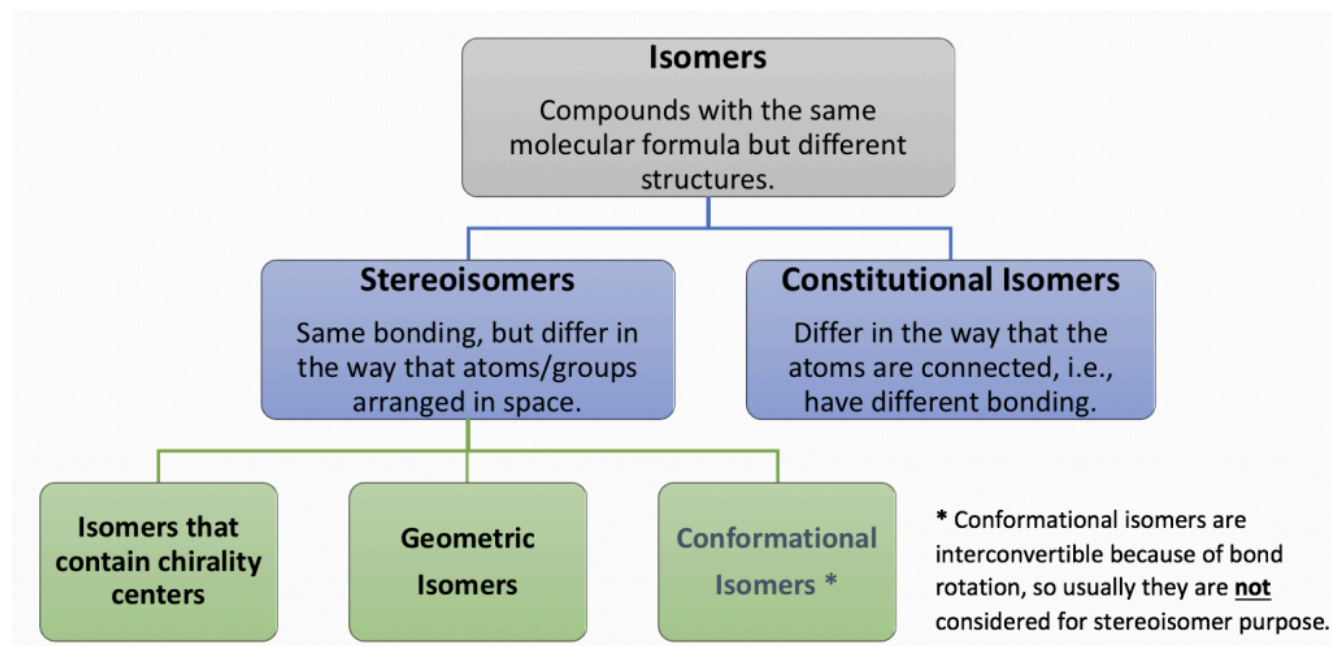 Isomers
Compounds with the same
molecular formula but different
structures.
Stereoisomers
Same bonding, but differ in
the way that atoms/groups
arranged in space.
Constitutional Isomers
Differ in the way that the
atoms are connected, i.e.,
have different bonding.
Isomers that
contain chirality
centers
Geometric
Isomers
Conformational
Isomers *
* Conformational isomers are
interconvertible because of bond
rotation, so usually they are not
considered for stereoisomer purpose.